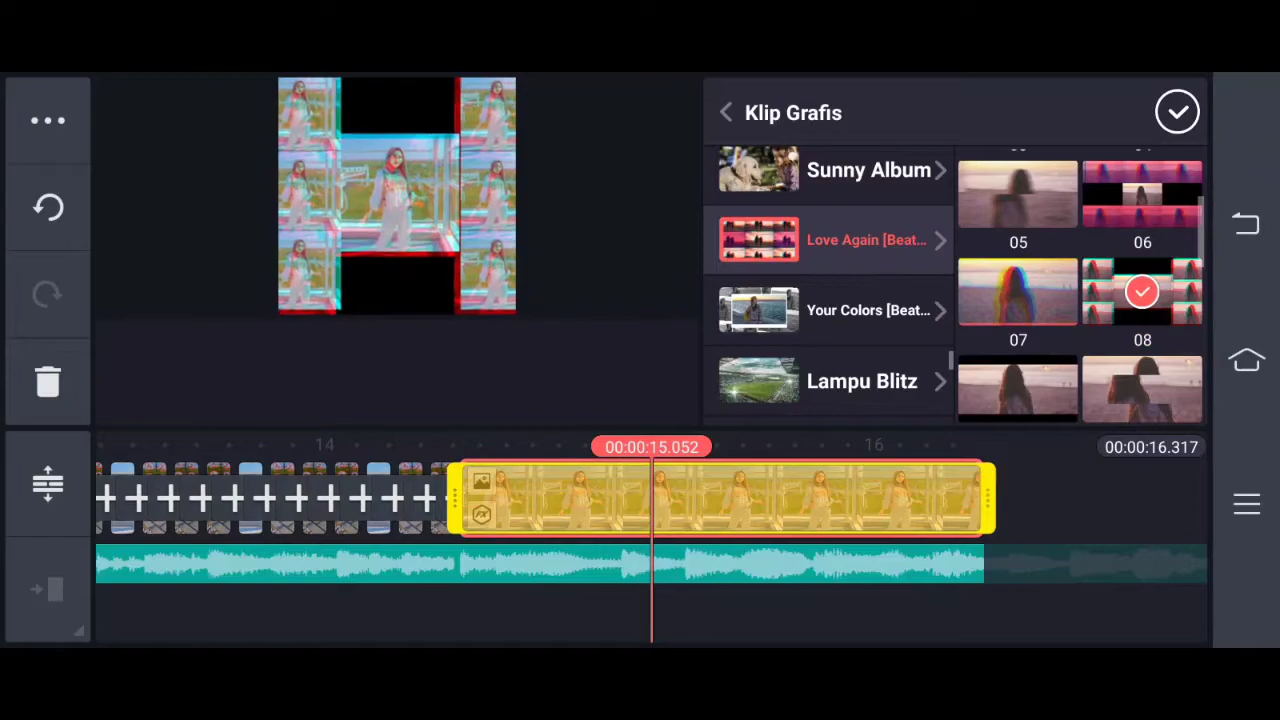 Klip Grafis
Sunny Album
Love Again [Beat...
Your Colors [Beat...
Lampu Blitz
05
06
07
08
14
00:00:15.052
16
00:00:16.317
FX